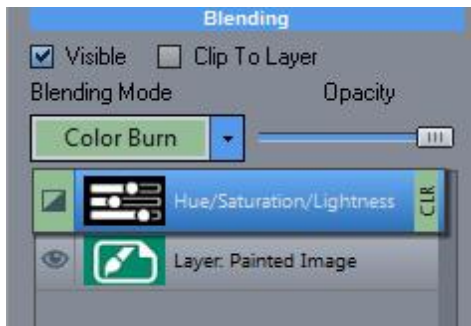 Blending
Visible Clip To Layer
Blending Mode Opacity
Color Burn
Hue/Saturation/Lightness CLR
Layer: Painted Image